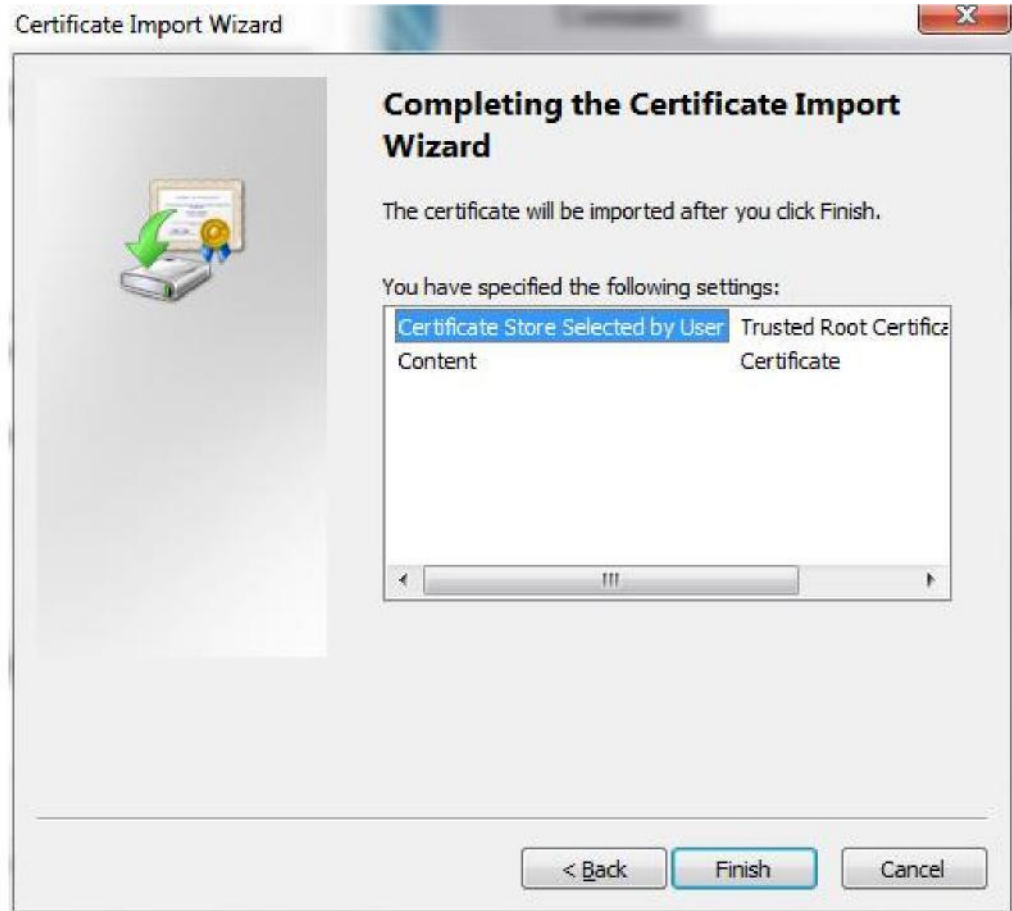 Certificate Import Wizard
Completing the Certificate Import
Wizard
The certificate will be imported after you click Finish.
You have specified the following settings:
Certificate Store Selected by User Trusted Root Certifica
Content Certificate
< Back Finish Cancel